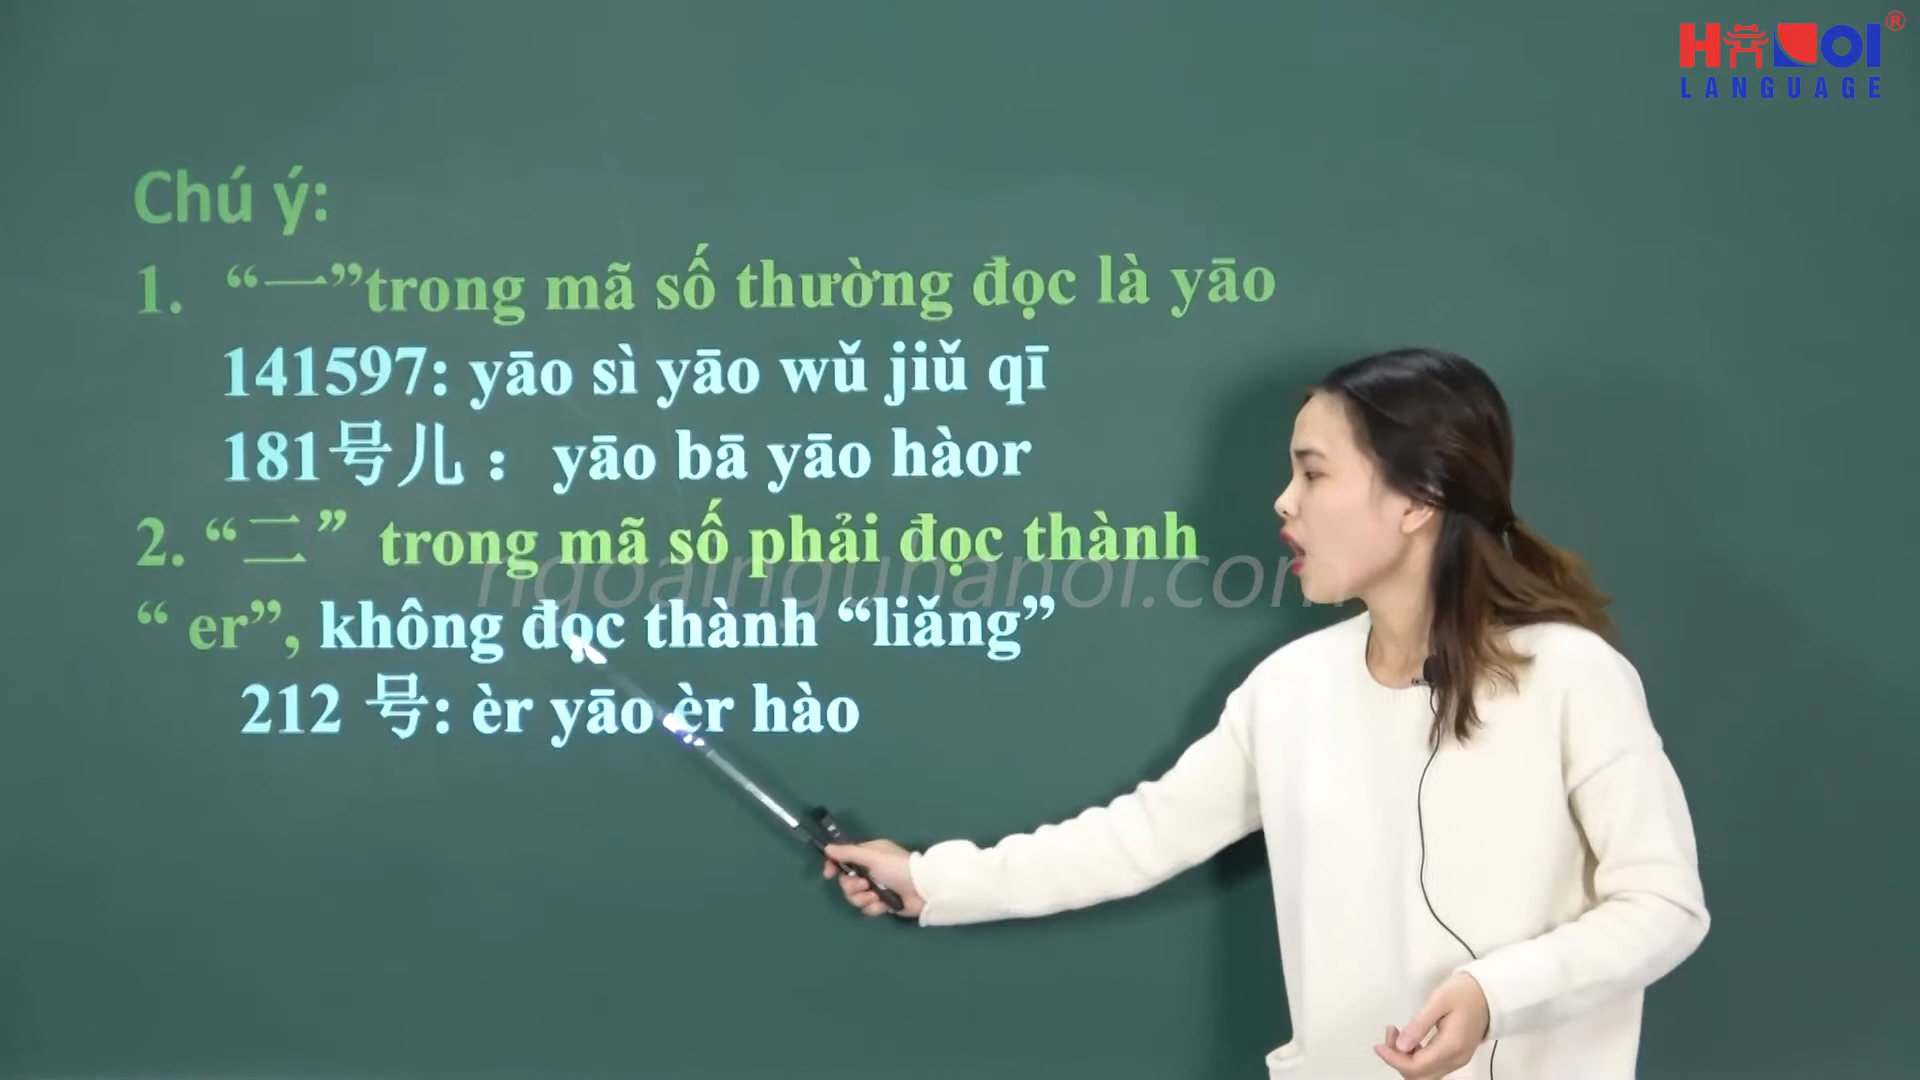 HANOI®
LANGUAGE
Chú ý:
1. “一”trong mã số thường đọc là yāo
141597: yāo sì yāo wǔ jiǔ qī
181号儿： yāo bā yāo hàor
2. “二” trong mã số phải đọc thành
“ er”, không đọc thành “liǎng”
212 号: èr yāo èr hào
ngoainguhanoi.com